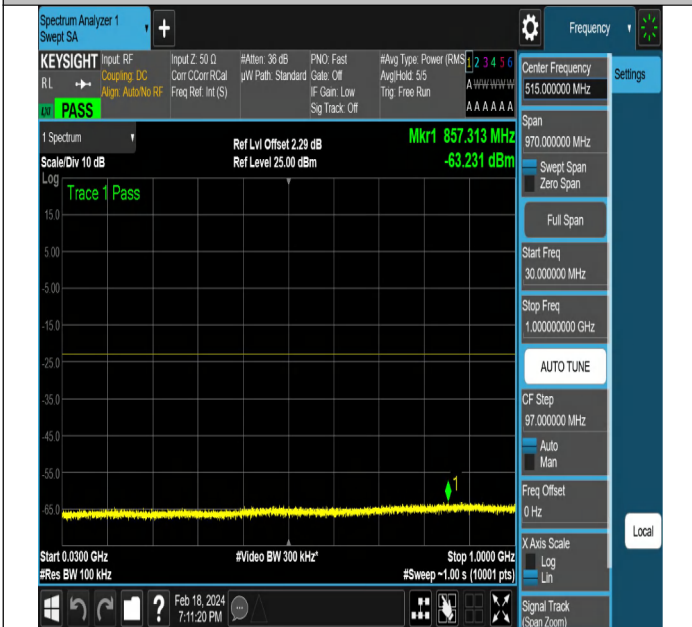 Spectrum Analyzer 1
Swept SA
+
Frequency
KEYSIGHT
RL
LXI
PASS
Input: RF
Coupling: DC
Align: Auto/No RF
Input Z: 50 Ω
Corr CCorr RCal
Freq Ref: Int (S)
#Atten: 36 dB
µW Path: Standard
PNO: Fast
Gate: Off
IF Gain: Low
Sig Track: Off
#Avg Type: Power (RMS
Avg|Hold: 5/5
Trig: Free Run
1 2 3 4 5 6
A W W W W W
A A A A A A
1 Spectrum
Scale/Div 10 dB
Ref Lvl Offset 2.29 dB
Ref Level 25.00 dBm
Mkr1 857.313 MHz
-63.231 dBm
Log
Trace 1 Pass
15.0
5.00
-5.00
-15.0
-25.0
-35.0
-45.0
-55.0
-65.0
1
Start 0.0300 GHz
#Res BW 100 kHz
#Video BW 300 kHz*
Stop 1.0000 GHz
#Sweep ~1.00 s (10001 pts)
Center Frequency
515.000000 MHz
Settings
Span
970.000000 MHz
Swept Span
Zero Span
Full Span
Start Freq
30.000000 MHz
Stop Freq
1.000000000 GHz
AUTO TUNE
CF Step
97.000000 MHz
Auto
Man
Freq Offset
0 Hz
Local
X Axis Scale
Log
Lin
Signal Track
(Span Zoom)
?
Feb 18, 2024
7:11:20 PM